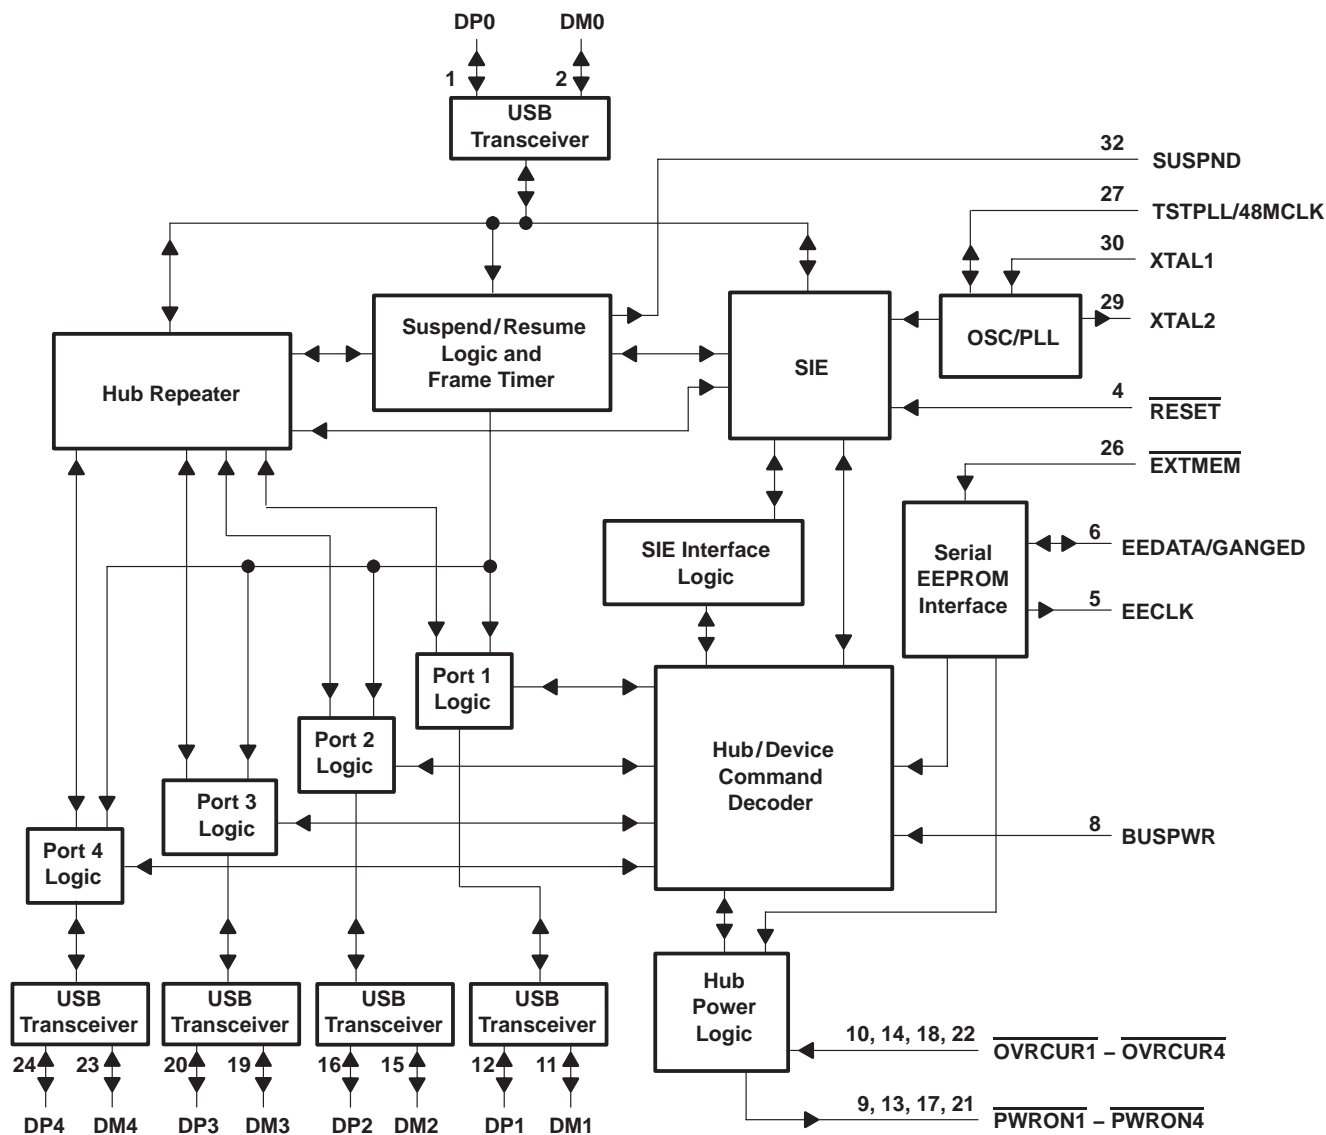 DP0 DM0
1 2
USB
Transceiver
32 SUSPND
27 TSTPLL/48MCLK
30 XTAL1
29 XTAL2
Suspend/Resume
Logic and
Frame Timer
SIE
OSC/PLL
Hub Repeater
4 RESET
26 EXTMEM
SIE Interface
Logic
Serial
EEPROM
Interface
6 EEDATA/GANGED
5 EECLK
Port 1
Logic
Port 2
Logic
Port 3
Logic
Port 4
Logic
Hub/Device
Command
Decoder
8 BUSPWR
USB
Transceiver
USB
Transceiver
USB
Transceiver
USB
Transceiver
Hub
Power
Logic
10, 14, 18, 22 OVRCUR1 – OVRCUR4
24 23 20 19 16 15 12 11
9, 13, 17, 21 PWRON1 – PWRON4
DP4 DM4 DP3 DM3 DP2 DM2 DP1 DM1